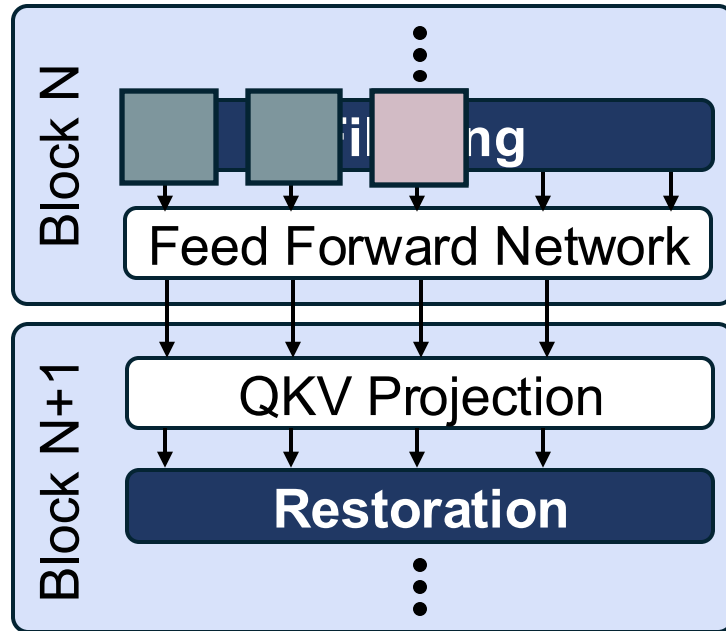 Block N
Feed Forward Network
Block N+1
QKV Projection
Restoration